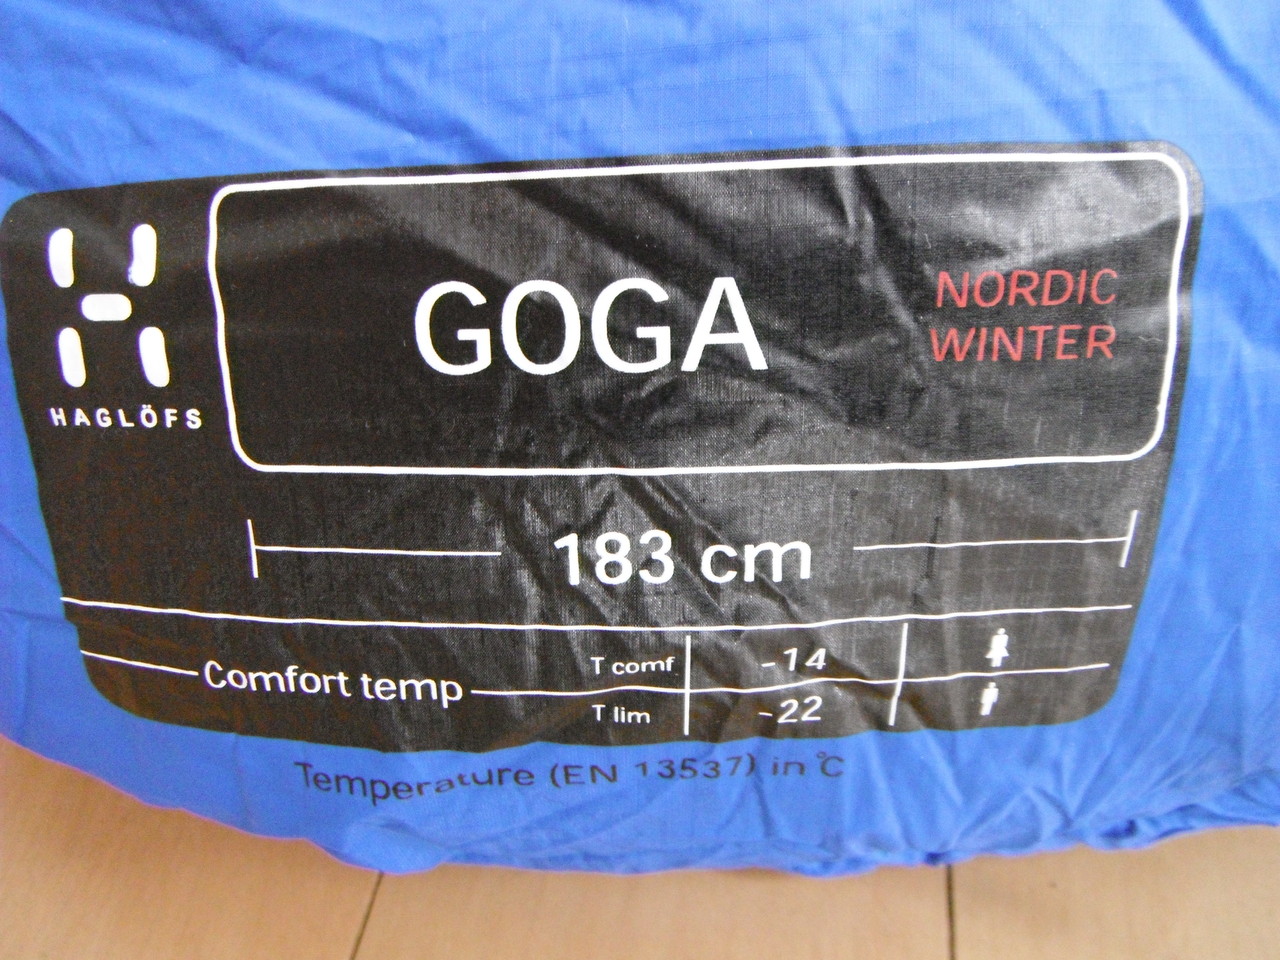 HAGLÖFS
GOGA
NORDIC
WINTER
183 cm
Comfort temp
T comf -14
T lim -22
Temperature (EN 13537) in °C